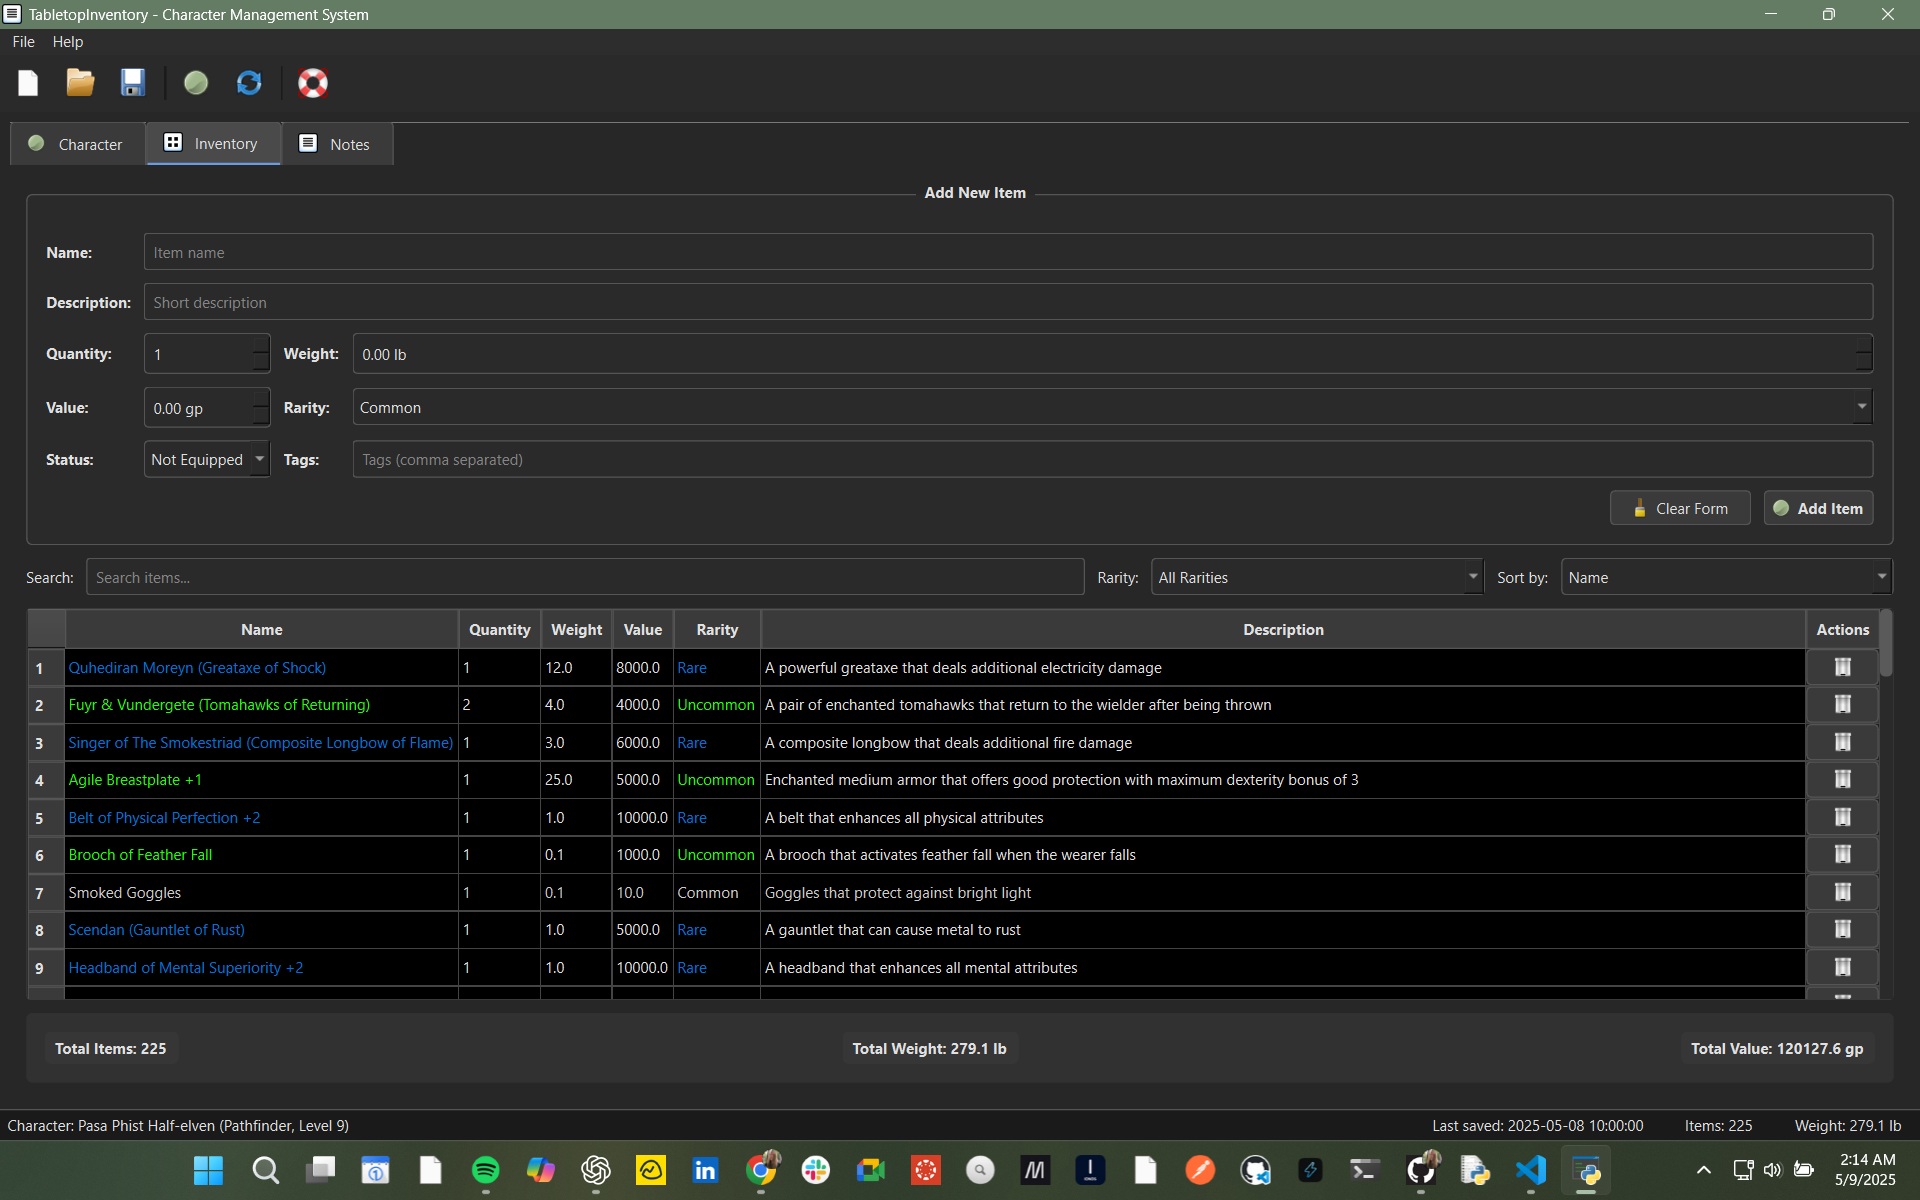 TabletopInventory - Character Management System
File Help
Character Inventory Notes
Add New Item
Name: Item name
Description: Short description
Quantity: 1 Weight: 0.00 lb
Value: 0.00 gp Rarity: Common
Status: Not Equipped Tags: Tags (comma separated)
Clear Form Add Item
Search: Search items... Rarity: All Rarities Sort by: Name
Name Quantity Weight Value Rarity Description Actions
1 Quhediran Moreyn (Greataxe of Shock) 1 12.0 8000.0 Rare A powerful greataxe that deals additional electricity damage
2 Fuyr & Vundergete (Tomahawks of Returning) 2 4.0 4000.0 Uncommon A pair of enchanted tomahawks that return to the wielder after being thrown
3 Singer of The Smokestriad (Composite Longbow of Flame) 1 3.0 6000.0 Rare A composite longbow that deals additional fire damage
4 Agile Breastplate +1 1 25.0 5000.0 Uncommon Enchanted medium armor that offers good protection with maximum dexterity bonus of 3
5 Belt of Physical Perfection +2 1 1.0 10000.0 Rare A belt that enhances all physical attributes
6 Brooch of Feather Fall 1 0.1 1000.0 Uncommon A brooch that activates feather fall when the wearer falls
7 Smoked Goggles 1 0.1 10.0 Common Goggles that protect against bright light
8 Scendan (Gauntlet of Rust) 1 1.0 5000.0 Rare A gauntlet that can cause metal to rust
9 Headband of Mental Superiority +2 1 1.0 10000.0 Rare A headband that enhances all mental attributes
Total Items: 225 Total Weight: 279.1 lb Total Value: 120127.6 gp
Character: Pasa Phist Half-elven (Pathfinder, Level 9) Last saved: 2025-05-08 10:00:00 Items: 225 Weight: 279.1 lb
in
2:14 AM
5/9/2025